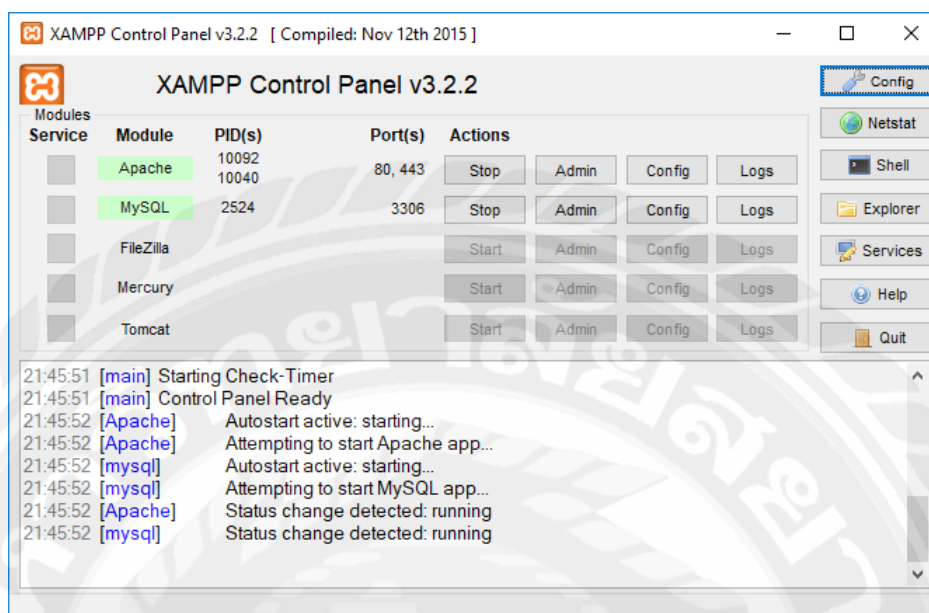 XAMPP Control Panel v3.2.2 [ Compiled: Nov 12th 2015 ]
XAMPP Control Panel v3.2.2
Config
Modules
Service Module PID(s) Port(s) Actions
Netstat
Apache 10092 10040 80, 443 Stop Admin Config Logs
Shell
MySQL 2524 3306 Stop Admin Config Logs
Explorer
FileZilla Start Admin Config Logs
Services
Mercury Start Admin Config Logs
Help
Tomcat Start Admin Config Logs
Quit
21:45:51 [main] Starting Check-Timer
21:45:51 [main] Control Panel Ready
21:45:52 [Apache] Autostart active: starting...
21:45:52 [Apache] Attempting to start Apache app...
21:45:52 [mysql] Autostart active: starting...
21:45:52 [mysql] Attempting to start MySQL app...
21:45:52 [Apache] Status change detected: running
21:45:52 [mysql] Status change detected: running